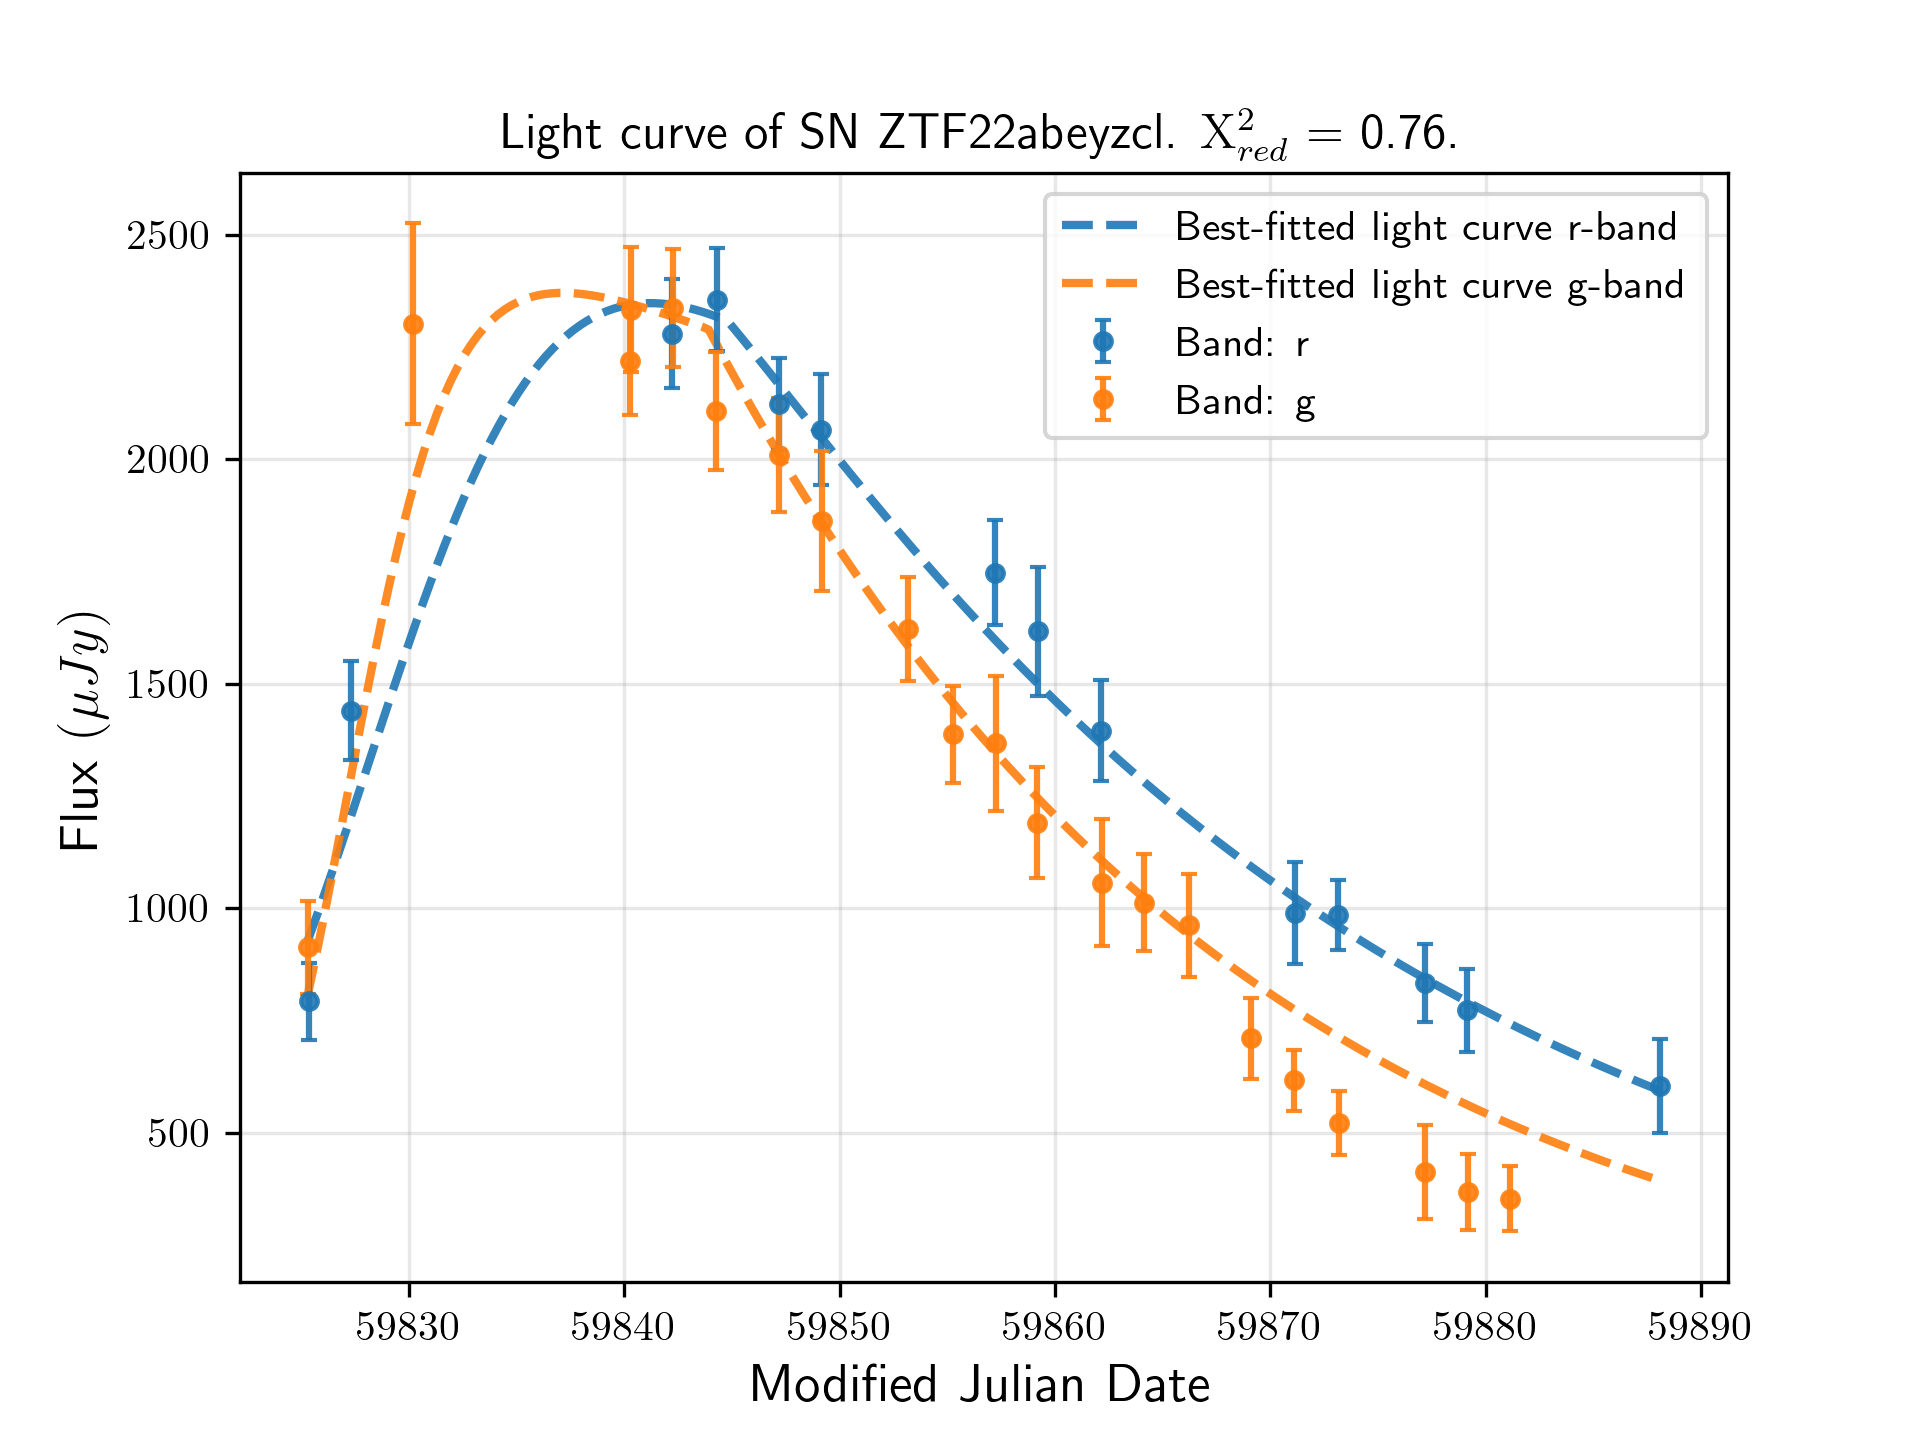 Light curve of SN ZTF22abeyzcl. X²_red = 0.76.
Best-fitted light curve r-band
Best-fitted light curve g-band
Band: r
Band: g
Flux (μJy)
2500
2000
1500
1000
500
59830 59840 59850 59860 59870 59880 59890
Modified Julian Date